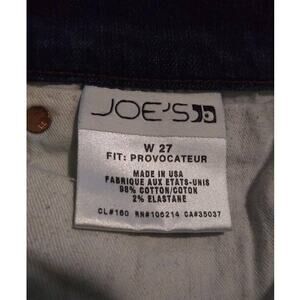 JOE'S
W 27
FIT: PROVOCATEUR
MADE IN USA
FABRIQUE AUX ETATS-UNIS
98% COTTON/COTON
2% ELASTANE
CL#160 RN#106214 CA#35037